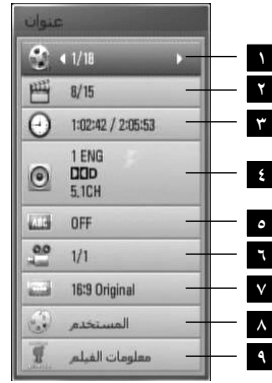 عنوان
1/18 ١
8/15 ٢
1:02:42 / 2:05:53 ٣
1 ENG
D
5.1CH
٤
ABC OFF ٥
1/1 ٦
16:9 Original ٧
المستخدم ٨
معلومات الفيلم ٩